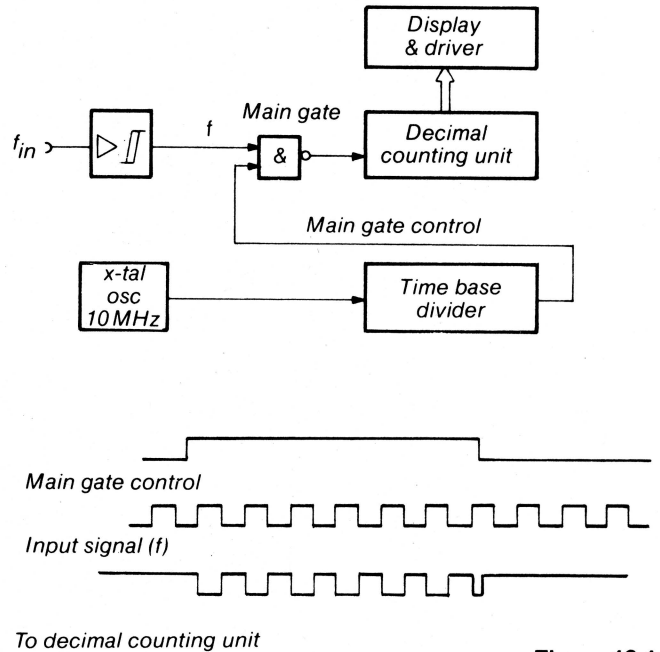 Display
& driver
Main gate
f
f_in
&
Decimal
counting unit
Main gate control
x-tal
osc
10 MHz
Time base
divider
Main gate control
Input signal (f)
To decimal counting unit